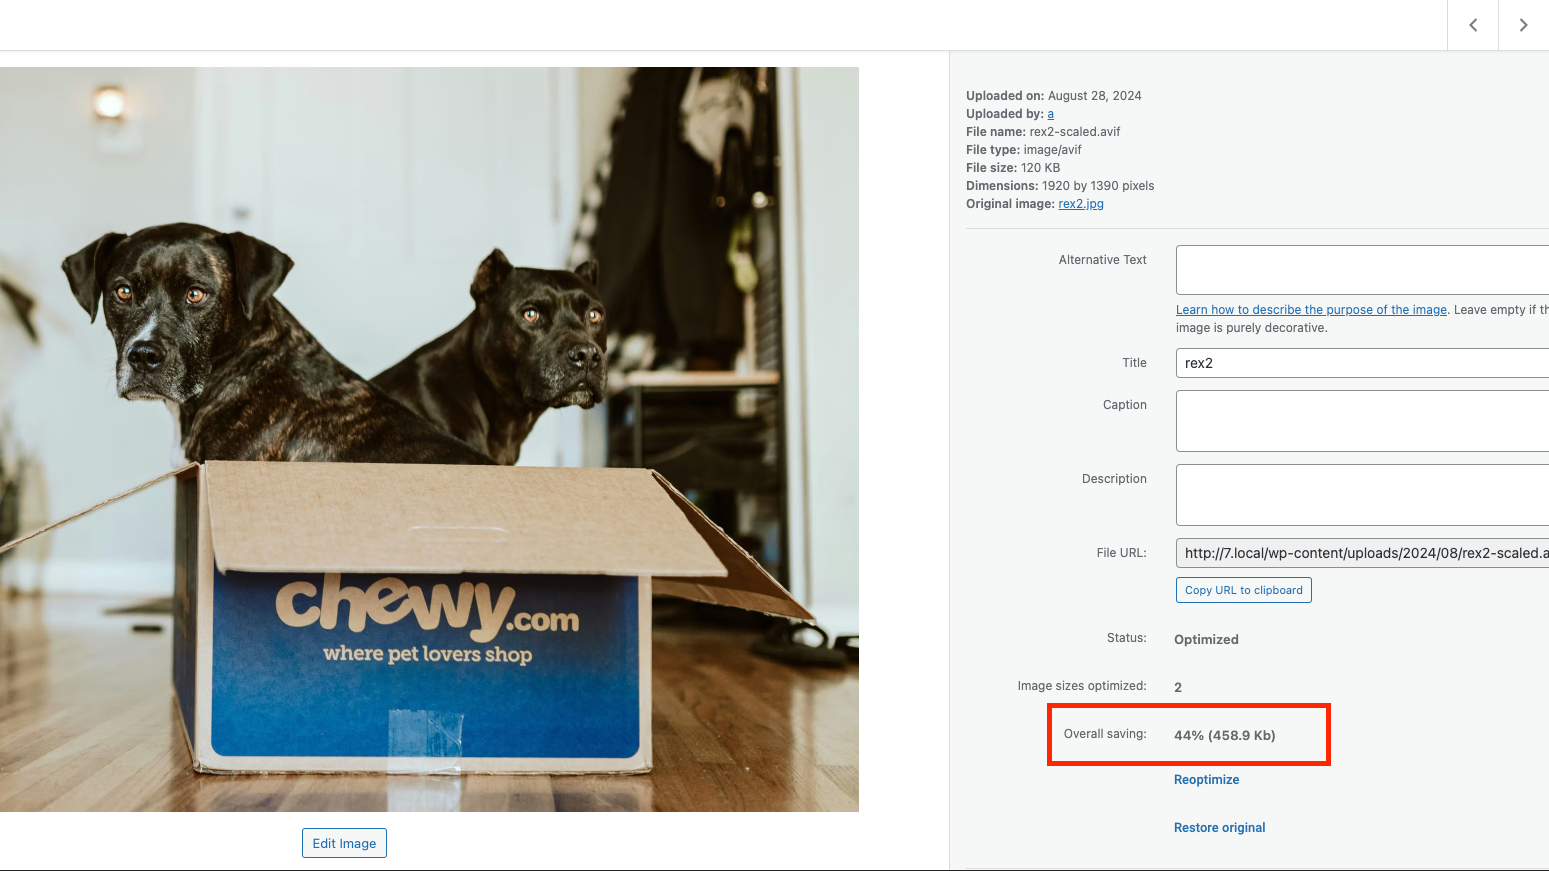 Uploaded on: August 28, 2024
Uploaded by: a
File name: rex2-scaled.avif
File type: image/avif
File size: 120 KB
Dimensions: 1920 by 1390 pixels
Original image: rex2.jpg
Alternative Text
Learn how to describe the purpose of the image. Leave empty if th
image is purely decorative.
Title
rex2
Caption
Description
File URL:
http://7.local/wp-content/uploads/2024/08/rex2-scaled.a
Copy URL to clipboard
Status:
Optimized
Image sizes optimized:
2
Overall saving:
44% (458.9 Kb)
Reoptimize
Restore original
chewy.com
where pet lovers shop
Edit Image